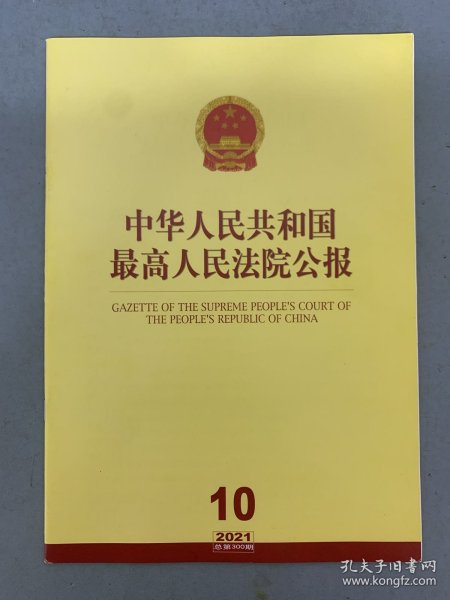 中华人民共和国
最高人民法院公报
GAZETTE OF THE SUPREME PEOPLE'S COURT OF
THE PEOPLE'S REPUBLIC OF CHINA
10
2021
总第300期
孔夫子旧书网
www.kongfz.com